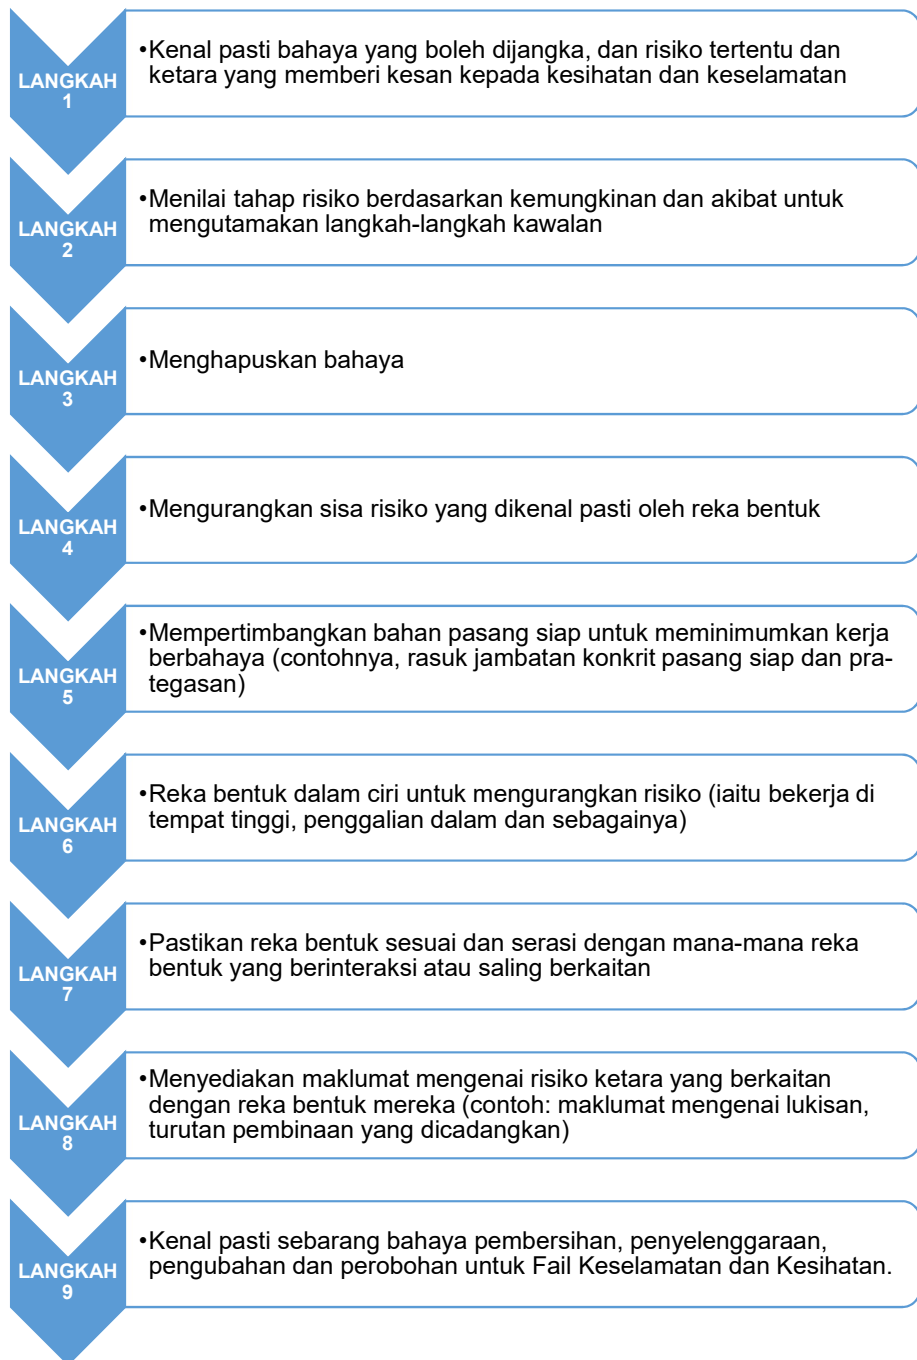 LANGKAH
1
•Kenal pasti bahaya yang boleh dijangka, dan risiko tertentu dan
ketara yang memberi kesan kepada kesihatan dan keselamatan
LANGKAH
2
•Menilai tahap risiko berdasarkan kemungkinan dan akibat untuk
mengutamakan langkah-langkah kawalan
LANGKAH
3
•Menghapuskan bahaya
LANGKAH
4
•Mengurangkan sisa risiko yang dikenal pasti oleh reka bentuk
LANGKAH
5
•Mempertimbangkan bahan pasang siap untuk meminimumkan kerja
berbahaya (contohnya, rasuk jambatan konkrit pasang siap dan pra-
tegasan)
LANGKAH
6
•Reka bentuk dalam ciri untuk mengurangkan risiko (iaitu bekerja di
tempat tinggi, penggalian dalam dan sebagainya)
LANGKAH
7
•Pastikan reka bentuk sesuai dan serasi dengan mana-mana reka
bentuk yang berinteraksi atau saling berkaitan
LANGKAH
8
•Menyediakan maklumat mengenai risiko ketara yang berkaitan
dengan reka bentuk mereka (contoh: maklumat mengenai lukisan,
turutan pembinaan yang dicadangkan)
LANGKAH
9
•Kenal pasti sebarang bahaya pembersihan, penyelenggaraan,
pengubahan dan perobohan untuk Fail Keselamatan dan Kesihatan.